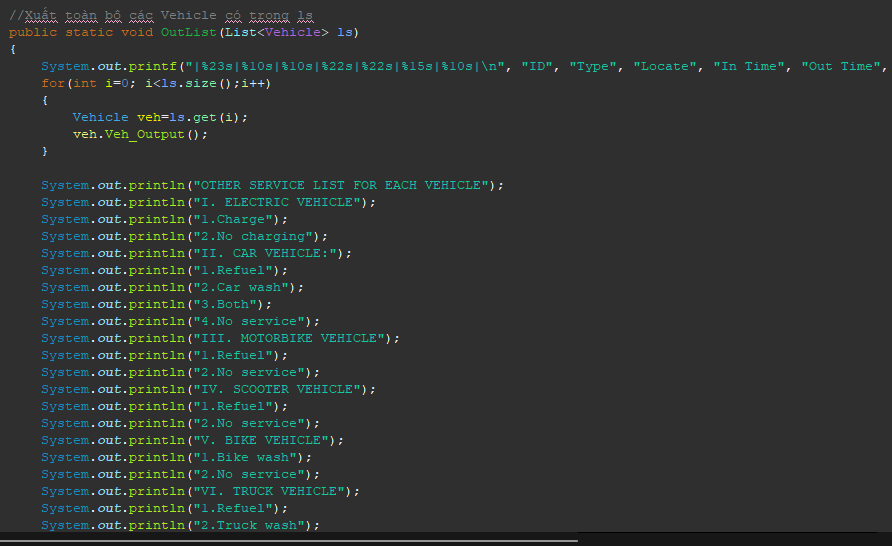 //Xuất toàn bộ các Vehicle có trong ls
public static void OutList(List<Vehicle> ls)
{
    System.out.printf("|%23s|%10s|%10s|%22s|%22s|%15s|%10s|\n", "ID", "Type", "Locate", "In Time", "Out Time",
    for(int i=0; i<ls.size();i++)
    {
        Vehicle veh=ls.get(i);
        veh.Veh_Output();
    }
    System.out.println("OTHER SERVICE LIST FOR EACH VEHICLE");
    System.out.println("I. ELECTRIC VEHICLE");
    System.out.println("1.Charge");
    System.out.println("2.No charging");
    System.out.println("II. CAR VEHICLE:");
    System.out.println("1.Refuel");
    System.out.println("2.Car wash");
    System.out.println("3.Both");
    System.out.println("4.No service");
    System.out.println("III. MOTORBIKE VEHICLE");
    System.out.println("1.Refuel");
    System.out.println("2.No service");
    System.out.println("IV. SCOOTER VEHICLE");
    System.out.println("1.Refuel");
    System.out.println("2.No service");
    System.out.println("V. BIKE VEHICLE");
    System.out.println("1.Bike wash");
    System.out.println("2.No service");
    System.out.println("VI. TRUCK VEHICLE");
    System.out.println("1.Refuel");
    System.out.println("2.Truck wash");